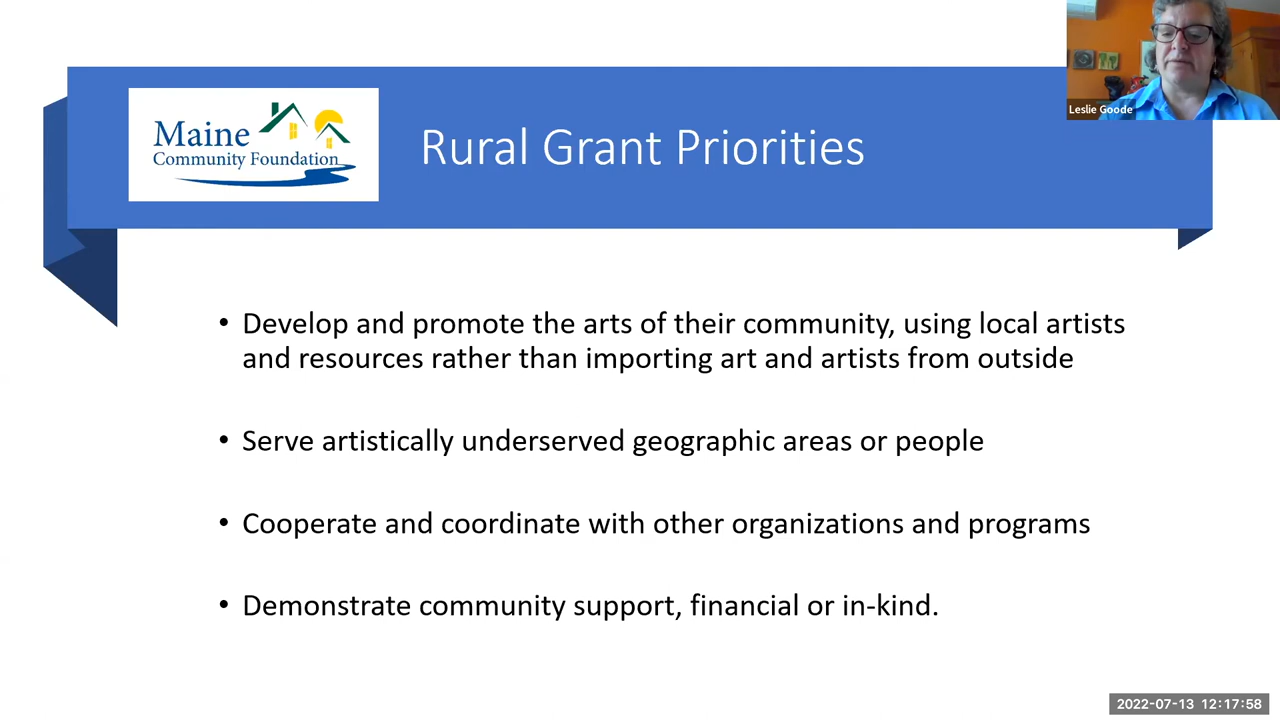 Leslie Goode
Maine
Community Foundation
Rural Grant Priorities
• Develop and promote the arts of their community, using local artists
and resources rather than importing art and artists from outside
• Serve artistically underserved geographic areas or people
• Cooperate and coordinate with other organizations and programs
• Demonstrate community support, financial or in-kind.
2022-07-13 12:17:58